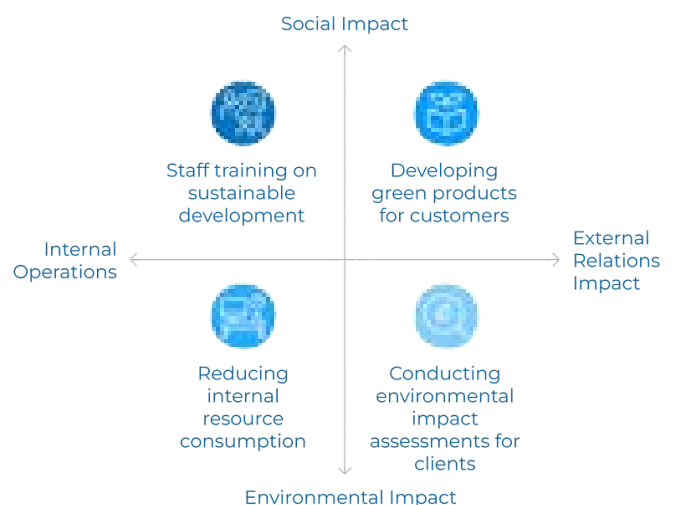 Social Impact
Staff training on
sustainable
development
Developing
green products
for customers
Internal
Operations
External
Relations
Impact
Reducing
internal
resource
consumption
Conducting
environmental
impact
assessments for
clients
Environmental Impact